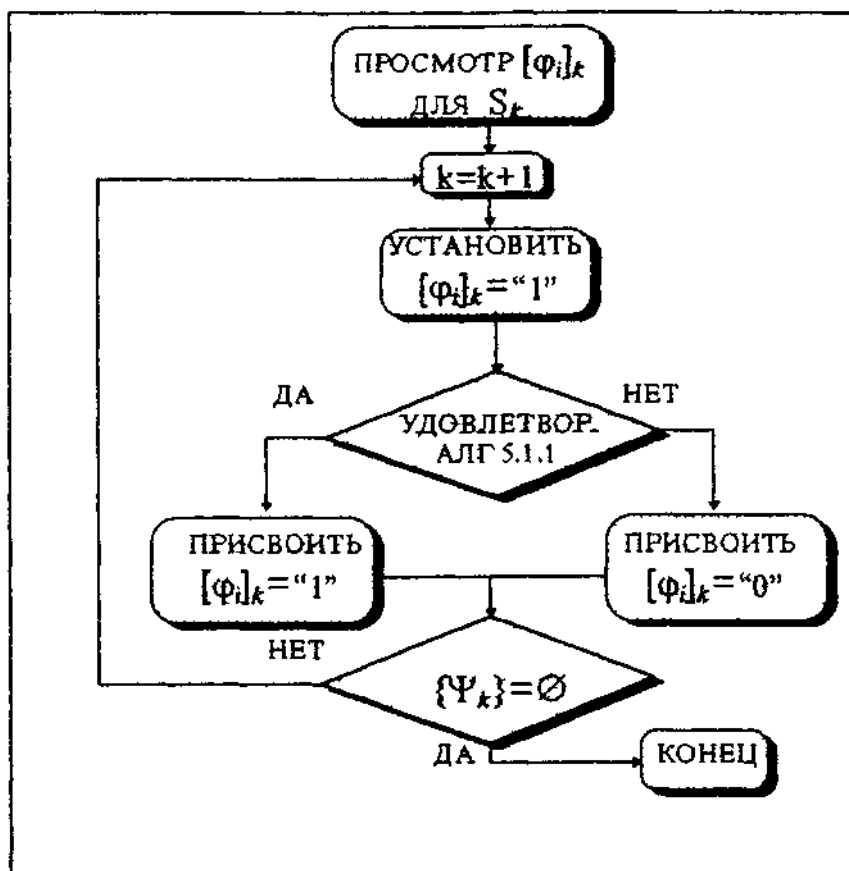 ПРОСМОТР [φi]k
ДЛЯ Sk
k=k+1
УСТАНОВИТЬ
[φi]k="1"
ДА
НЕТ
УДОВЛЕТВОР-
АЛГ 5.1.1
ПРИСВОИТЬ
[φi]k="1"
ПРИСВОИТЬ
[φi]k="0"
НЕТ
{Ψk}=∅
ДА
КОНЕЦ